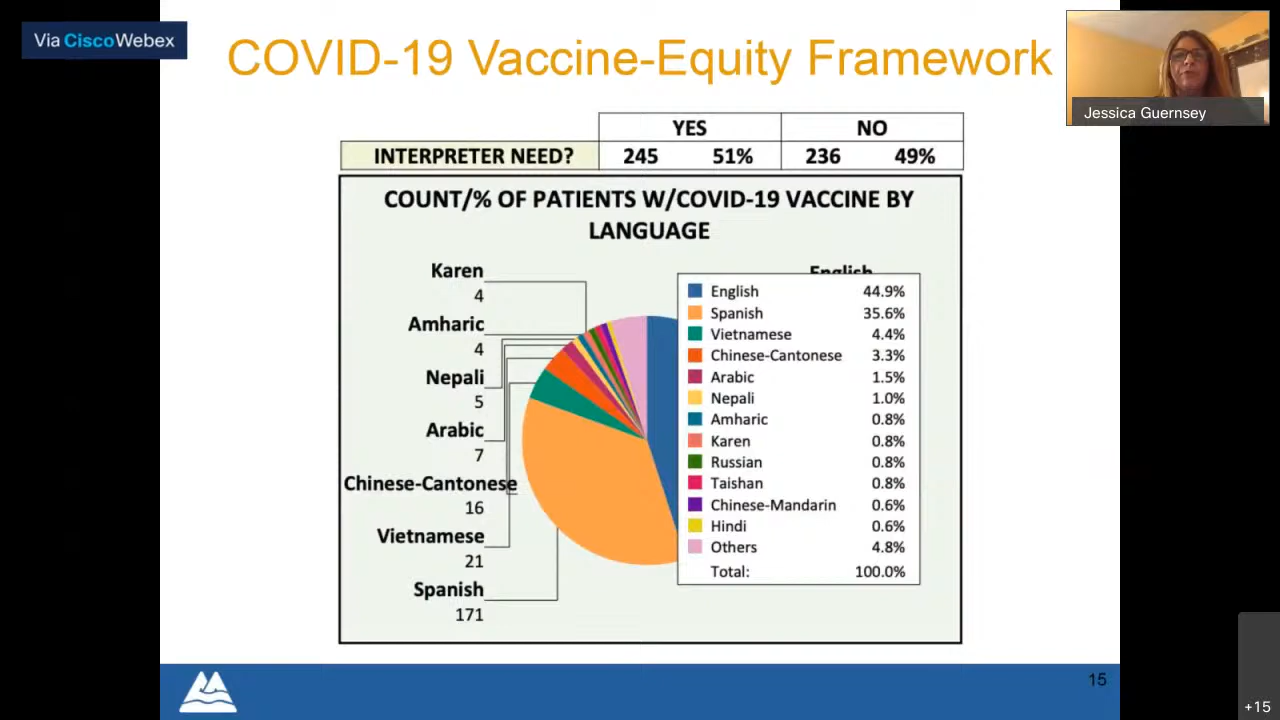 Via Cisco Webex
COVID-19 Vaccine-Equity Framework
Jessica Guernsey
YES NO
INTERPRETER NEED? 245 51% 236 49%
COUNT/% OF PATIENTS W/COVID-19 VACCINE BY
LANGUAGE
Karen
4
Amharic
4
Nepali
5
Arabic
7
Chinese-Cantonese
16
Vietnamese
21
Spanish
171
English
English 44.9%
Spanish 35.6%
Vietnamese 4.4%
Chinese-Cantonese 3.3%
Arabic 1.5%
Nepali 1.0%
Amharic 0.8%
Karen 0.8%
Russian 0.8%
Taishan 0.8%
Chinese-Mandarin 0.6%
Hindi 0.6%
Others 4.8%
Total: 100.0%
15
+15